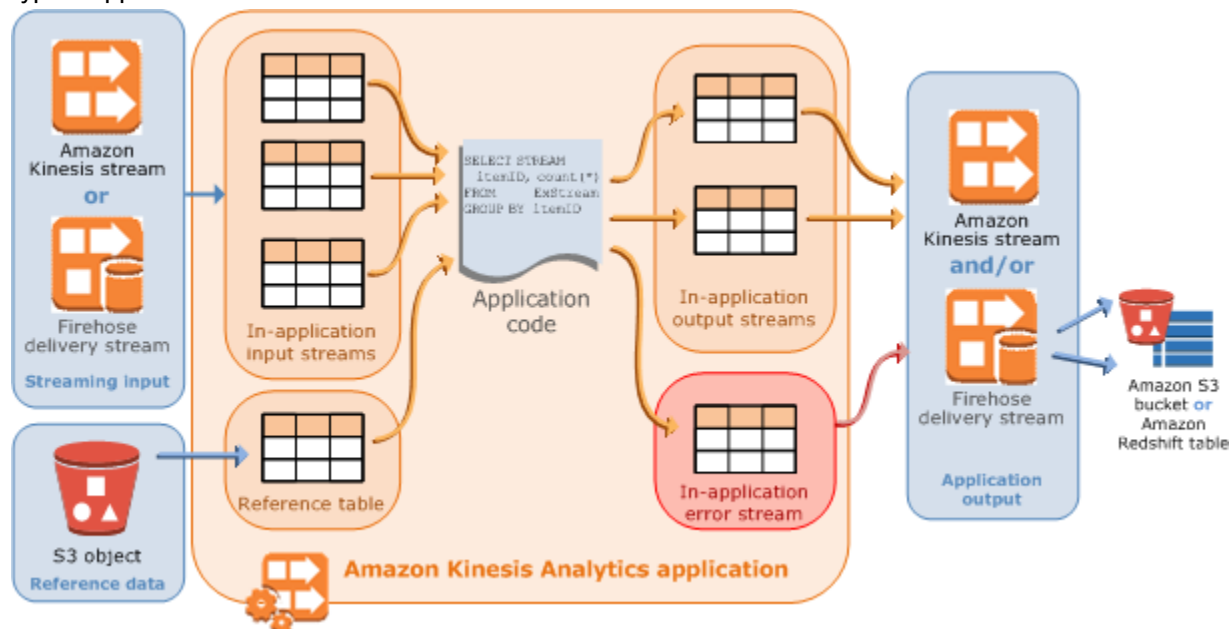 Amazon
Kinesis stream
or
Firehose
delivery stream
Streaming input
S3 object
Reference data
In-application
input streams
Reference table
SELECT STREAM
itemID, count(*)
FROM ExStream
GROUP BY itemID
Application
code
In-application
output streams
In-application
error stream
Amazon Kinesis Analytics application
Amazon
Kinesis stream
and/or
Firehose
delivery stream
Application
output
Amazon S3
bucket or
Amazon
Redshift table